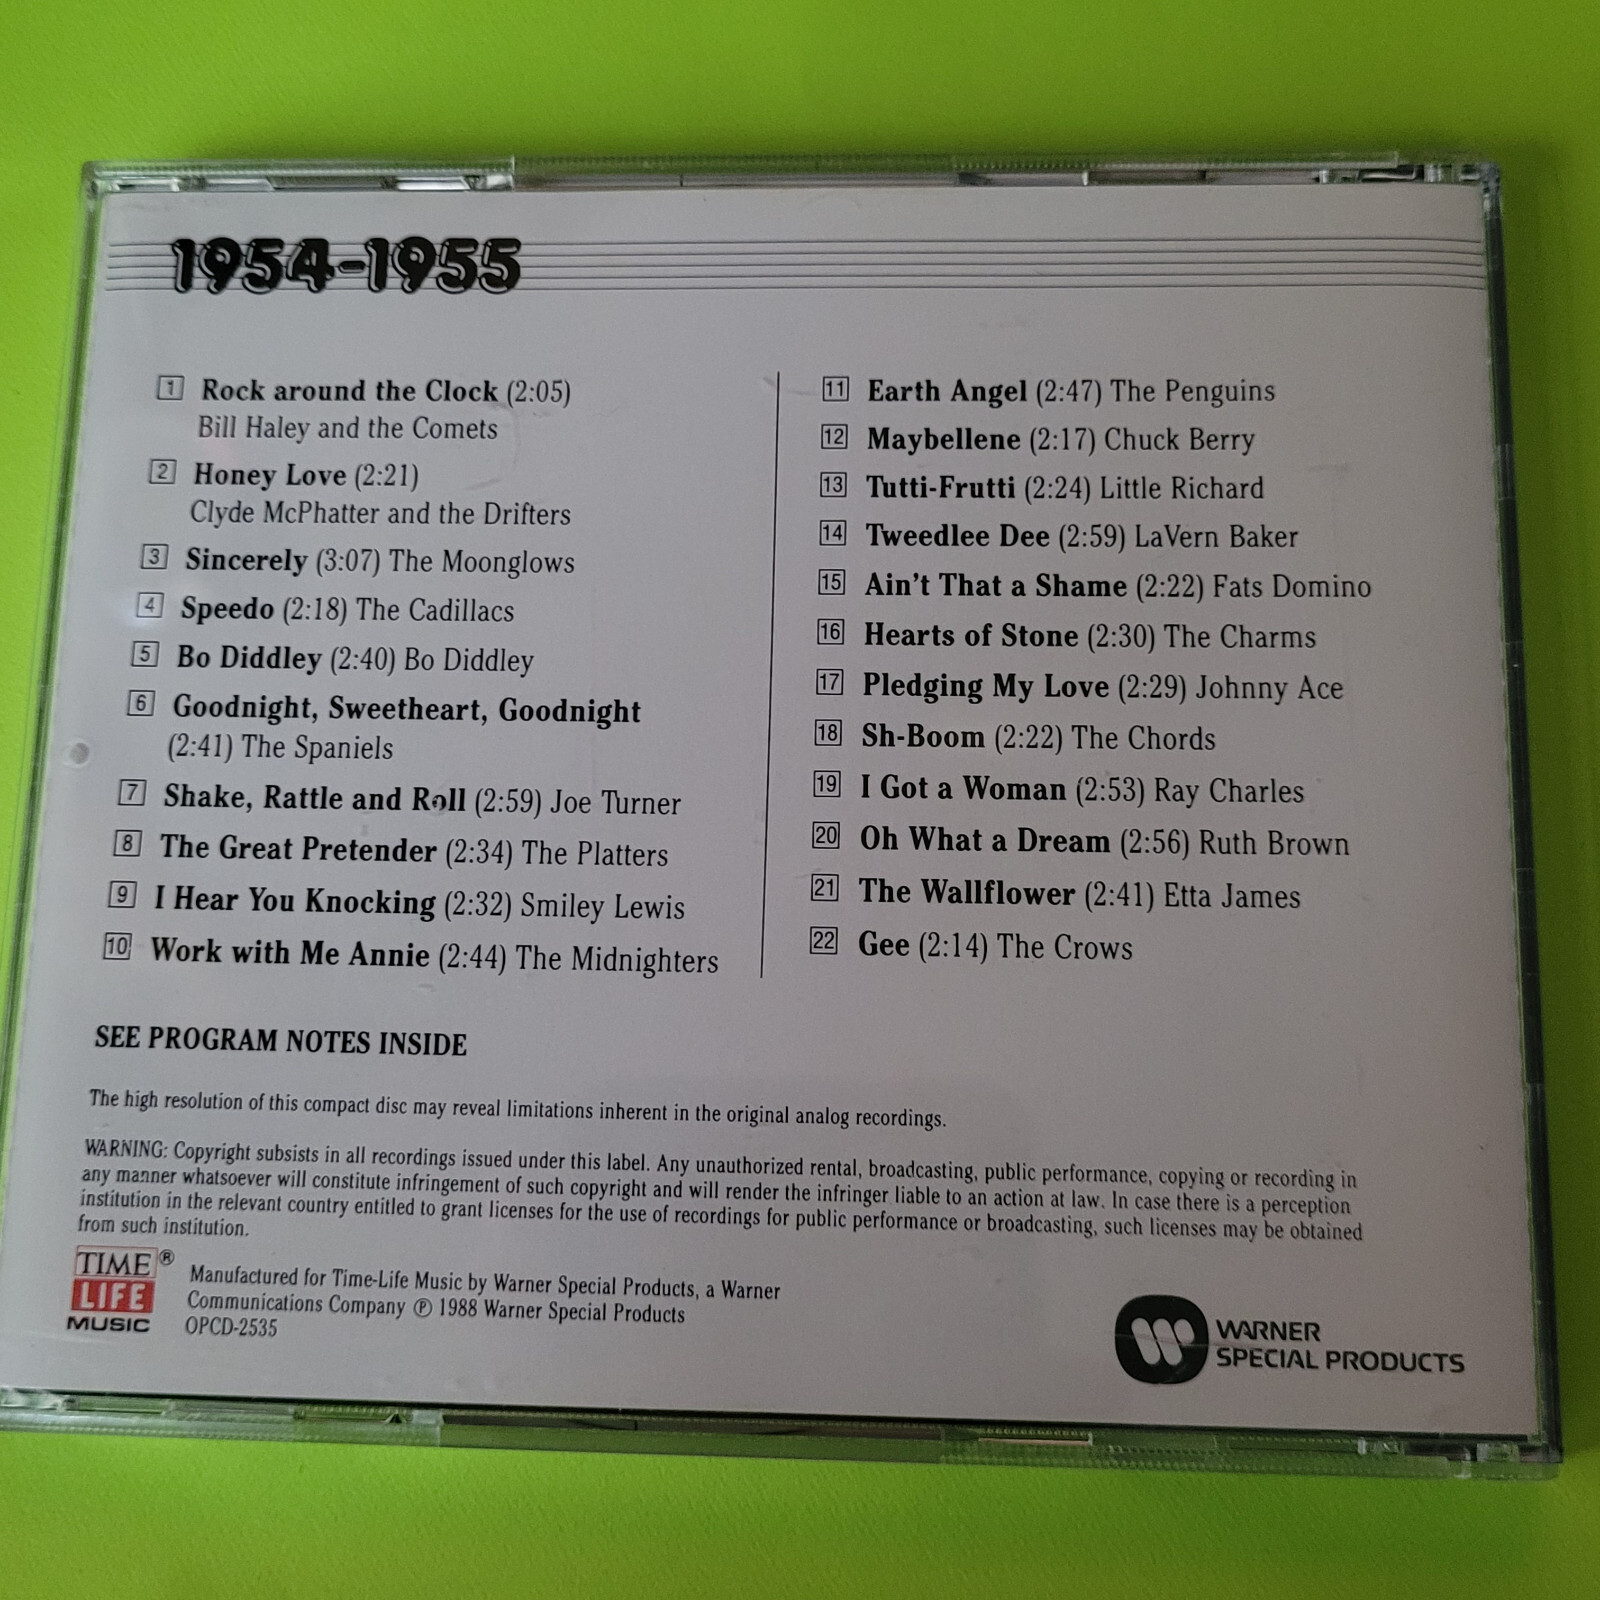 1954-1955
1 Rock around the Clock (2:05)
Bill Haley and the Comets
2 Honey Love (2:21)
Clyde McPhatter and the Drifters
3 Sincerely (3:07) The Moonglows
4 Speedo (2:18) The Cadillacs
5 Bo Diddley (2:40) Bo Diddley
6 Goodnight, Sweetheart, Goodnight
(2:41) The Spaniels
7 Shake, Rattle and Roll (2:59) Joe Turner
8 The Great Pretender (2:34) The Platters
9 I Hear You Knocking (2:32) Smiley Lewis
10 Work with Me Annie (2:44) The Midnighters
11 Earth Angel (2:47) The Penguins
12 Maybellene (2:17) Chuck Berry
13 Tutti-Frutti (2:24) Little Richard
14 Tweedlee Dee (2:59) LaVern Baker
15 Ain't That a Shame (2:22) Fats Domino
16 Hearts of Stone (2:30) The Charms
17 Pledging My Love (2:29) Johnny Ace
18 Sh-Boom (2:22) The Chords
19 I Got a Woman (2:53) Ray Charles
20 Oh What a Dream (2:56) Ruth Brown
21 The Wallflower (2:41) Etta James
22 Gee (2:14) The Crows
SEE PROGRAM NOTES INSIDE
The high resolution of this compact disc may reveal limitations inherent in the original analog recordings.
WARNING: Copyright subsists in all recordings issued under this label. Any unauthorized rental, broadcasting, public performance, copying or recording in
any manner whatsoever will constitute infringement of such copyright and will render the infringer liable to an action at law. In case there is a perception
institution in the relevant country entitled to grant licenses for the use of recordings for public performance or broadcasting, such licenses may be obtained
from such institution.
TIME ®
LIFE
MUSIC
Manufactured for Time-Life Music by Warner Special Products, a Warner
Communications Company ℗ 1988 Warner Special Products
OPCD-2535
WARNER
SPECIAL PRODUCTS